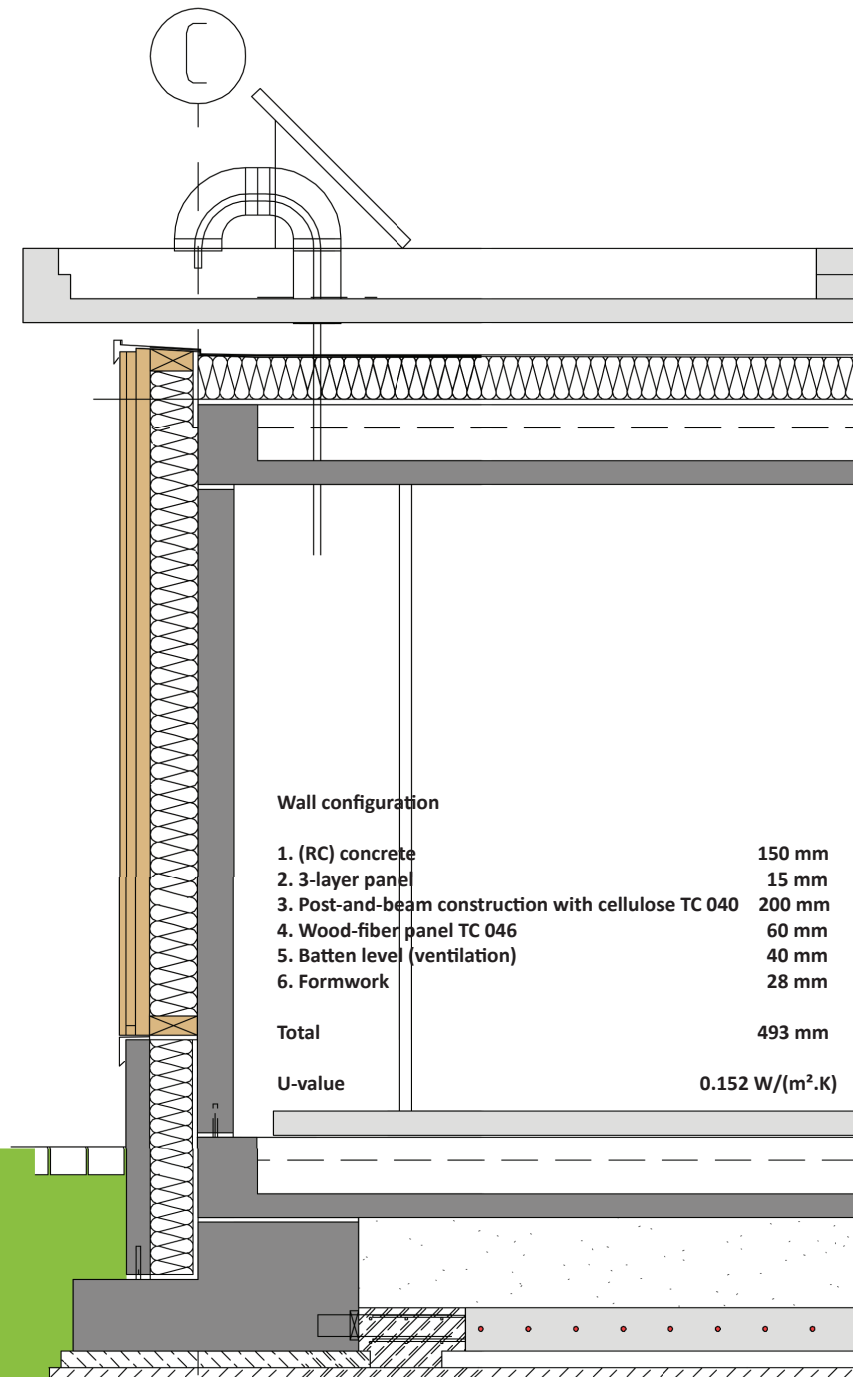 Wall configuration
1. (RC) concrete 150 mm
2. 3-layer panel 15 mm
3. Post-and-beam construction with cellulose TC 040 200 mm
4. Wood-fiber panel TC 046 60 mm
5. Batten level (ventilation) 40 mm
6. Formwork 28 mm
Total 493 mm
U-value 0.152 W/(m².K)